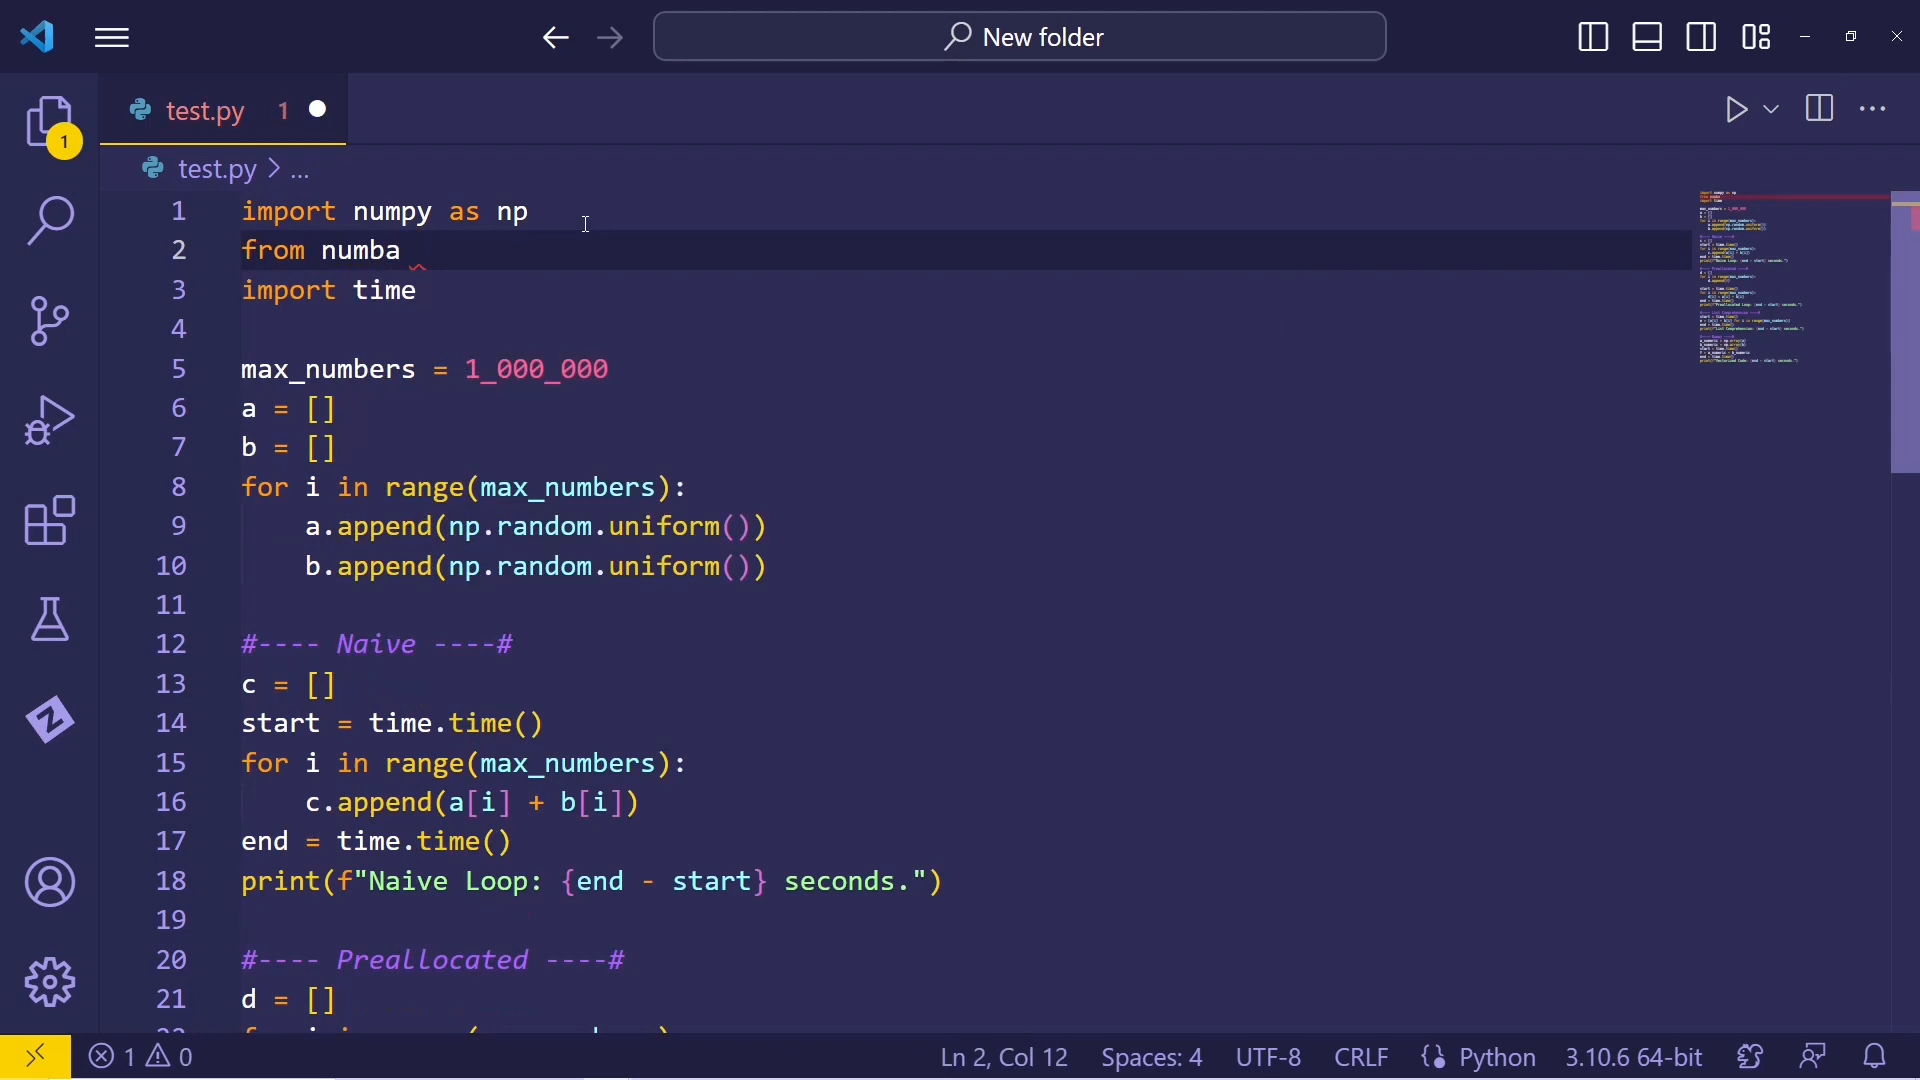 New folder
test.py 1
1
test.py > ...
1 import numpy as np
2 from numba
3 import time
4
5 max_numbers = 1_000_000
6 a = []
7 b = []
8 for i in range(max_numbers):
9 a.append(np.random.uniform())
10 b.append(np.random.uniform())
11
12 #---- Naive ----#
13 c = []
14 start = time.time()
15 for i in range(max_numbers):
16 c.append(a[i] + b[i])
17 end = time.time()
18 print(f"Naive Loop: {end - start} seconds.")
19
20 #---- Preallocated ----#
21 d = []
1 0 Ln 2, Col 12 Spaces: 4 UTF-8 CRLF Python 3.10.6 64-bit